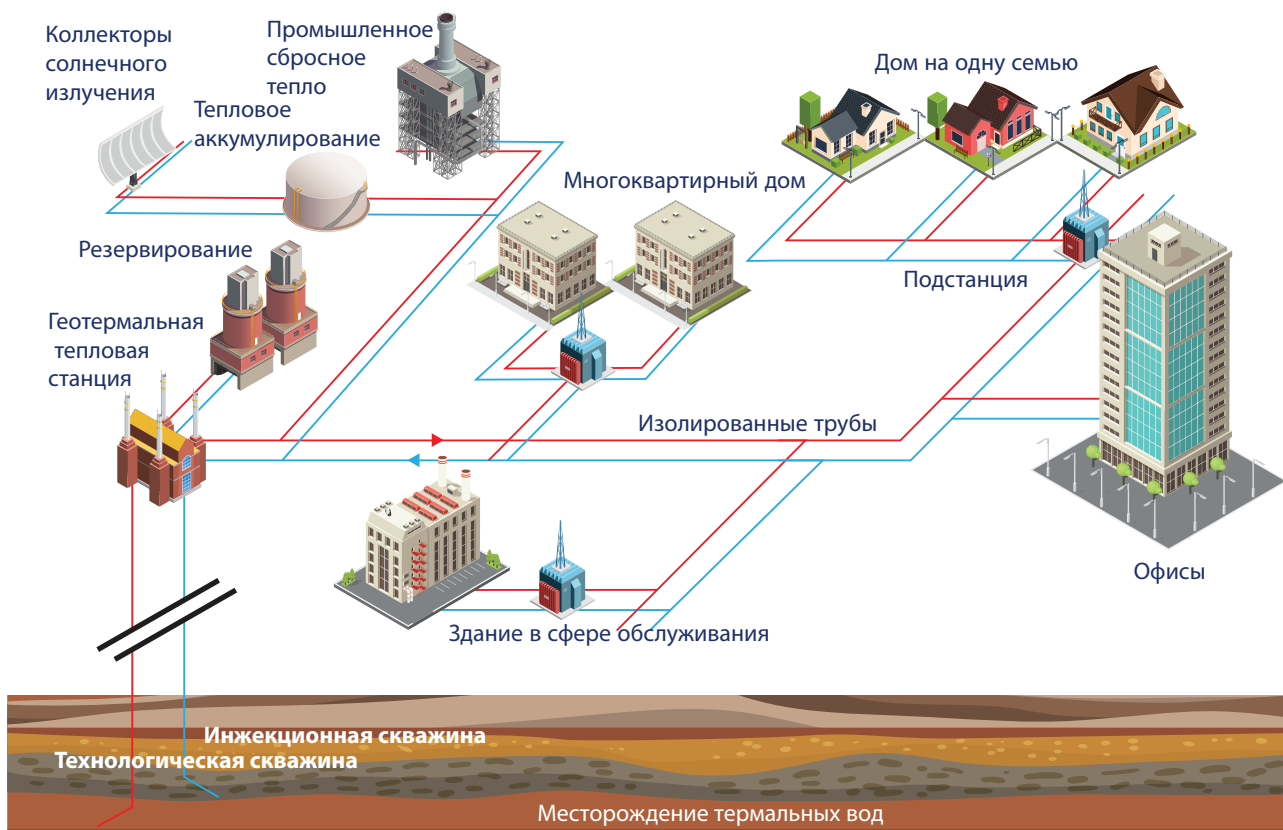 Коллекторы
солнечного
излучения
Промышленное
сбросное
тепло
Тепловое
аккумулирование
Дом на одну семью
Многоквартирный дом
Резервирование
Подстанция
Геотермальная
тепловая
станция
Изолированные трубы
Офисы
Здание в сфере обслуживания
Инжекционная скважина
Технологическая скважина
Месторождение термальных вод